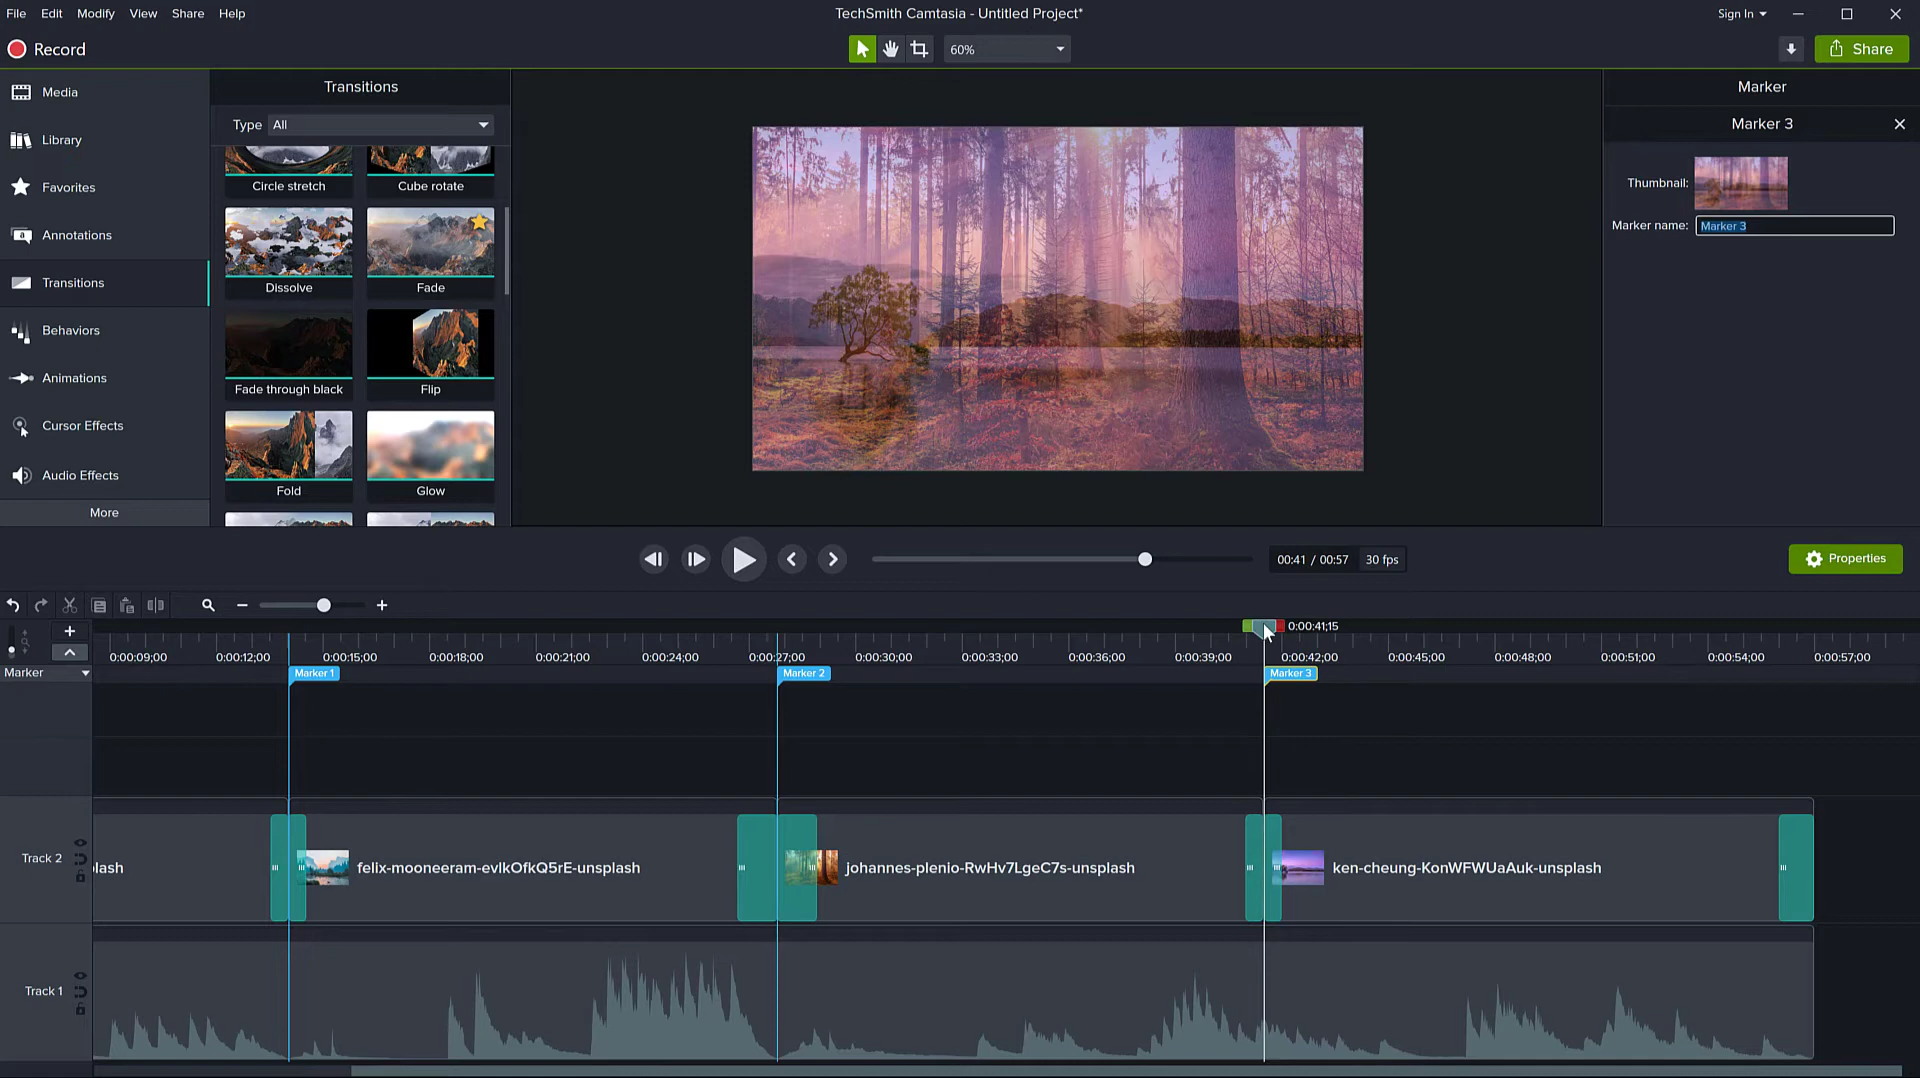 File Edit Modify View Share Help
TechSmith Camtasia - Untitled Project*
Sign In
Record
60%
Share
Media
Library
Favorites
Annotations
Transitions
Behaviors
Animations
Cursor Effects
Audio Effects
More
Transitions
Type All
Circle stretch Cube rotate
Dissolve Fade
Fade through black Flip
Fold Glow
Marker
Marker 3
Thumbnail:
Marker name: Marker 3
00:41 / 00:57 30 fps
Properties
0:00:41;15
0:00:09;00 0:00:12;00 0:00:15;00 0:00:18;00 0:00:21;00 0:00:24;00 0:00:27;00 0:00:30;00 0:00:33;00 0:00:36;00 0:00:39;00 0:00:42;00 0:00:45;00 0:00:48;00 0:00:51;00 0:00:54;00 0:00:57;00
Marker Marker 1 Marker 2 Marker 3
Track 2 lash felix-mooneeram-evlkOfkQ5rE-unsplash johannes-plenio-RwHv7LgeC7s-unsplash ken-cheung-KonWFWUaAuk-unsplash
Track 1